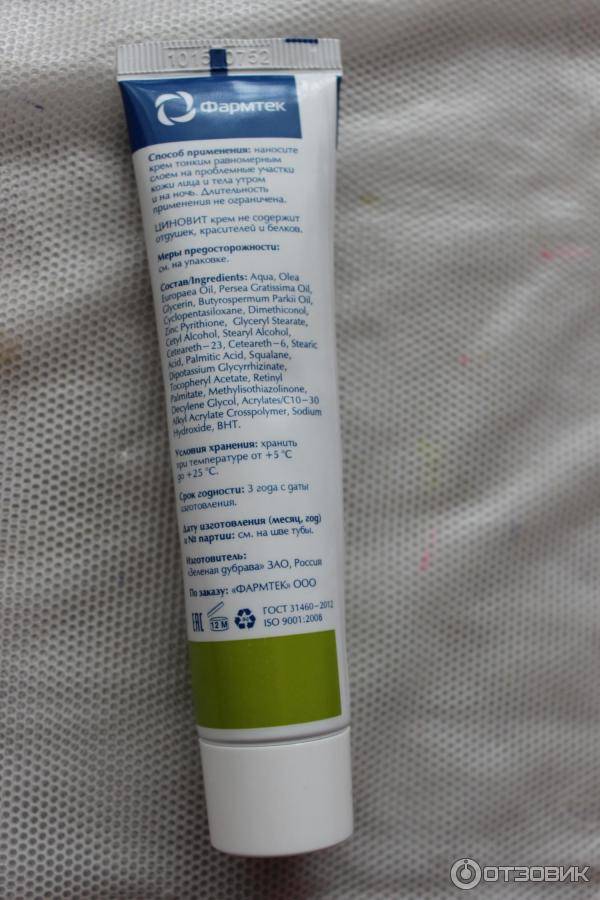 Фармтек
Способ применения: наносите
крем тонким равномерным
слоем на проблемные участки
кожи лица и тела утром
и на ночь. Длительность
применения не ограничена.
ЦИНОВИТ крем не содержит
отдушек, красителей и белков.
Меры предосторожности:
см. на упаковке.
Состав/Ingredients: Aqua, Olea
Europaea Oil, Persea Gratissima Oil,
Glycerin, Butyrospermum Parkii Oil,
Cyclopentasiloxane, Dimethiconol,
Zinc Pyrithione, Glyceryl Stearate,
Cetyl Alcohol, Stearyl Alcohol,
Ceteareth-23, Ceteareth-6, Stearic
Acid, Palmitic Acid, Squalane,
Dipotassium Glycyrrhizinate,
Tocopheryl Acetate, Retinyl
Palmitate, Methylisothiazolinone,
Decylene Glycol, Acrylates/C10-30
Alkyl Acrylate Crosspolymer, Sodium
Hydroxide, BHT.
Условия хранения: хранить
при температуре от +5 °C
до +25 °C.
Срок годности: 3 года с даты
изготовления.
Дату изготовления (месяц, год)
и № партии: см. на шве тубы.
Изготовитель:
«Зеленая дубрава» ЗАО, Россия
По заказу: «ФАРМТЕК» ООО
EAC 12 M ГОСТ 31460-2012
ISO 9001:2008
ОТЗОВИК